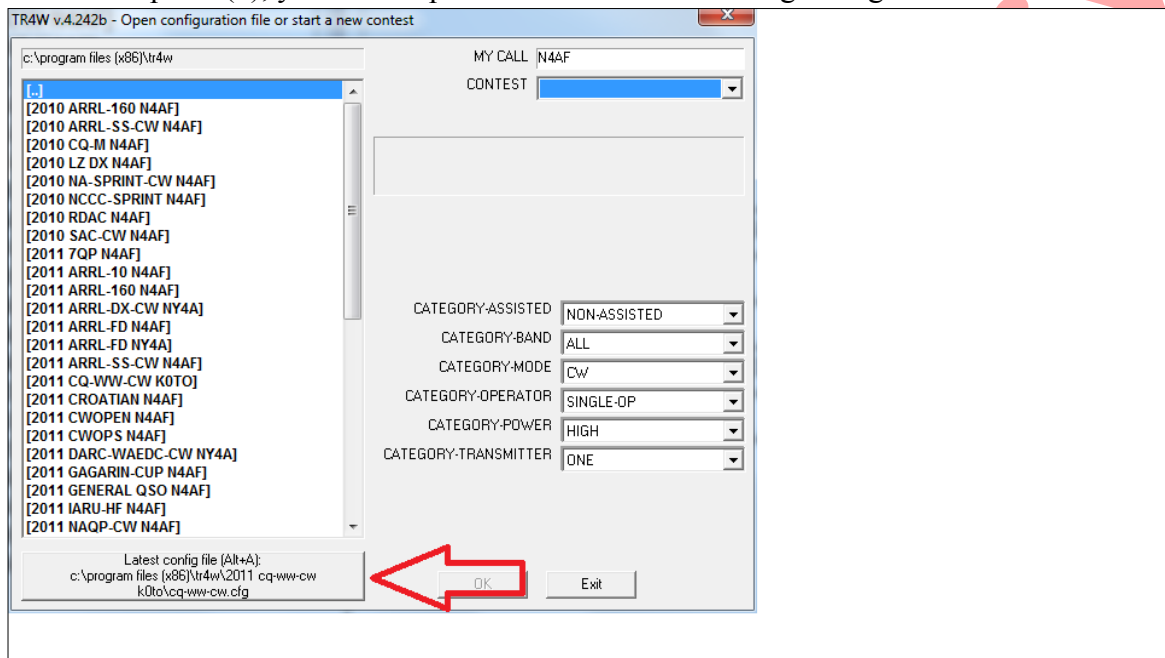 TR4W v.4.242b - Open configuration file or start a new contest
c:\program files (x86)\tr4w
[..]
[2010 ARRL-160 N4AF]
[2010 ARRL-SS-CW N4AF]
[2010 CQ-M N4AF]
[2010 LZ DX N4AF]
[2010 NA-SPRINT-CW N4AF]
[2010 NCCC-SPRINT N4AF]
[2010 RDAC N4AF]
[2010 SAC-CW N4AF]
[2011 7QP N4AF]
[2011 ARRL-10 N4AF]
[2011 ARRL-160 N4AF]
[2011 ARRL-DX-CW NY4A]
[2011 ARRL-FD N4AF]
[2011 ARRL-FD NY4A]
[2011 ARRL-SS-CW N4AF]
[2011 CQ-WW-CW K0TO]
[2011 CROATIAN N4AF]
[2011 CWOPEN N4AF]
[2011 CWOPS N4AF]
[2011 DARC-WAEDC-CW NY4A]
[2011 GAGARIN-CUP N4AF]
[2011 GENERAL QSO N4AF]
[2011 IARU-HF N4AF]
[2011 NAQP-CW N4AF]
Latest config file (Alt+A):
c:\program files (x86)\tr4w\2011 cq-ww-cw
k0to\cq-ww-cw.cfg
MY CALL N4AF
CONTEST
CATEGORY-ASSISTED NON-ASSISTED
CATEGORY-BAND ALL
CATEGORY-MODE CW
CATEGORY-OPERATOR SINGLE-OP
CATEGORY-POWER HIGH
CATEGORY-TRANSMITTER ONE
OK Exit